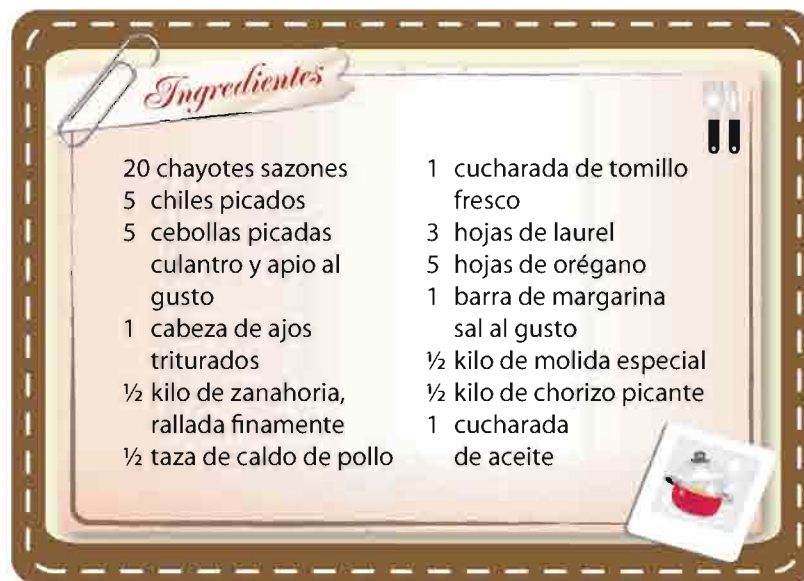 Ingredientes
20 chayotes sazones
5 chiles picados
5 cebollas picadas
culantro y apio al
gusto
1 cabeza de ajos
triturados
½ kilo de zanahoria,
rallada finamente
½ taza de caldo de pollo
1 cucharada de tomillo
fresco
3 hojas de laurel
5 hojas de orégano
1 barra de margarina
sal al gusto
½ kilo de molida especial
½ kilo de chorizo picante
1 cucharada
de aceite